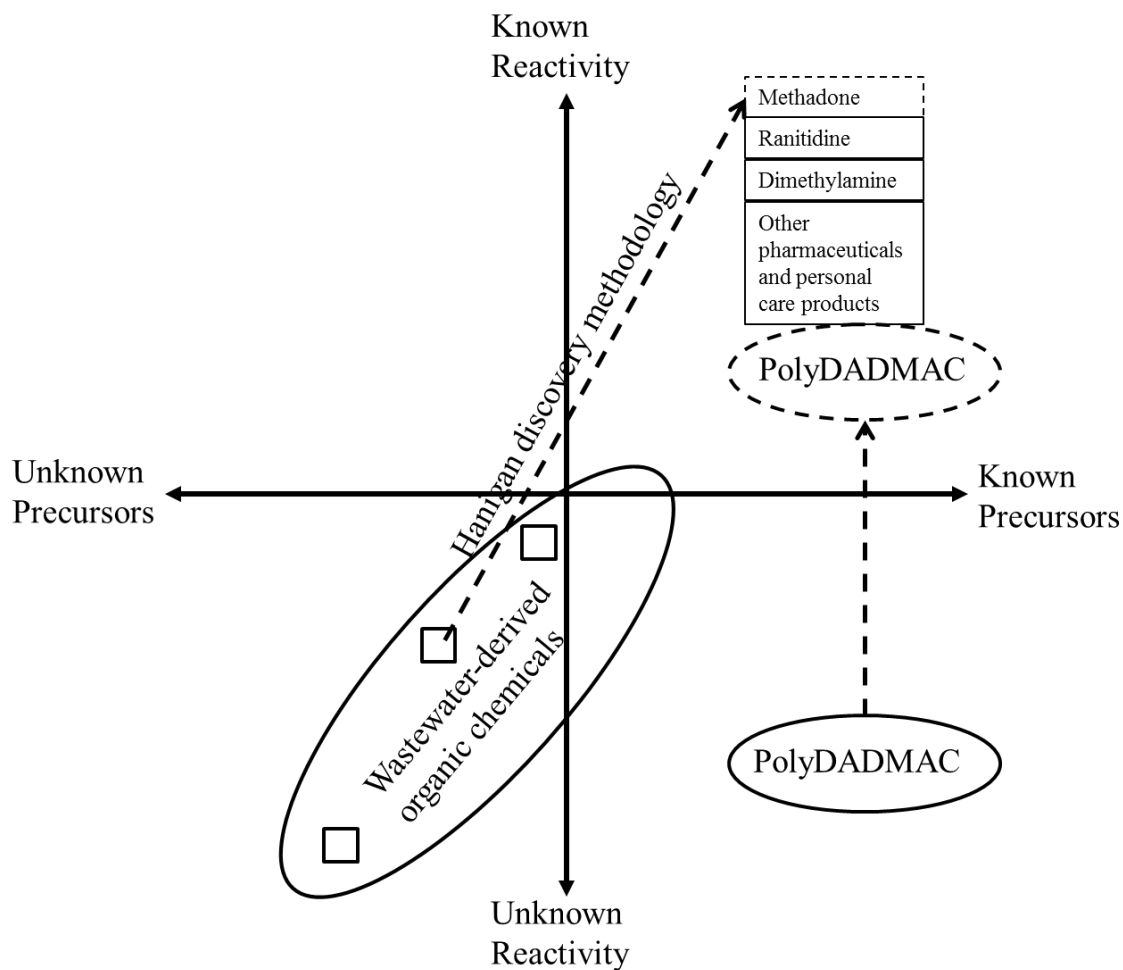 Known
Reactivity
Methadone
Ranitidine
Dimethylamine
Other
pharmaceuticals
and personal
care products
PolyDADMAC
Hanigan discovery methodology
Unknown
Precursors
Known
Precursors
Wastewater-derived
organic chemicals
PolyDADMAC
Unknown
Reactivity